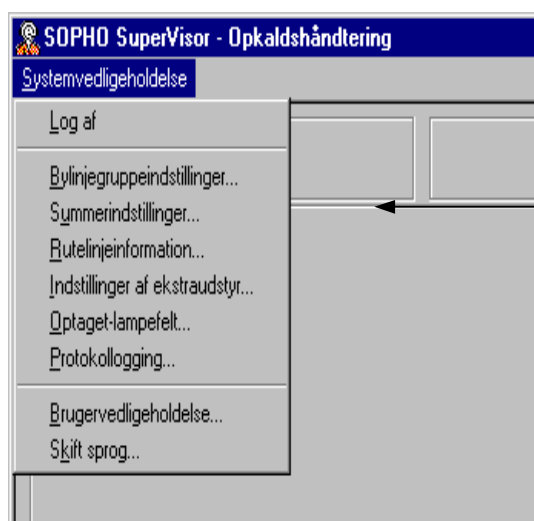 SOPHO SuperVisor - Opkaldshåndtering
Systemvedligeholdelse
Log af
Bylinjegruppeindstillinger...
Summerindstillinger...
Rutelinjeinformation...
Indstillinger af ekstraudstyr...
Optaget-lampefelt...
Protokollogging...
Brugervedligeholdelse...
Skift sprog...